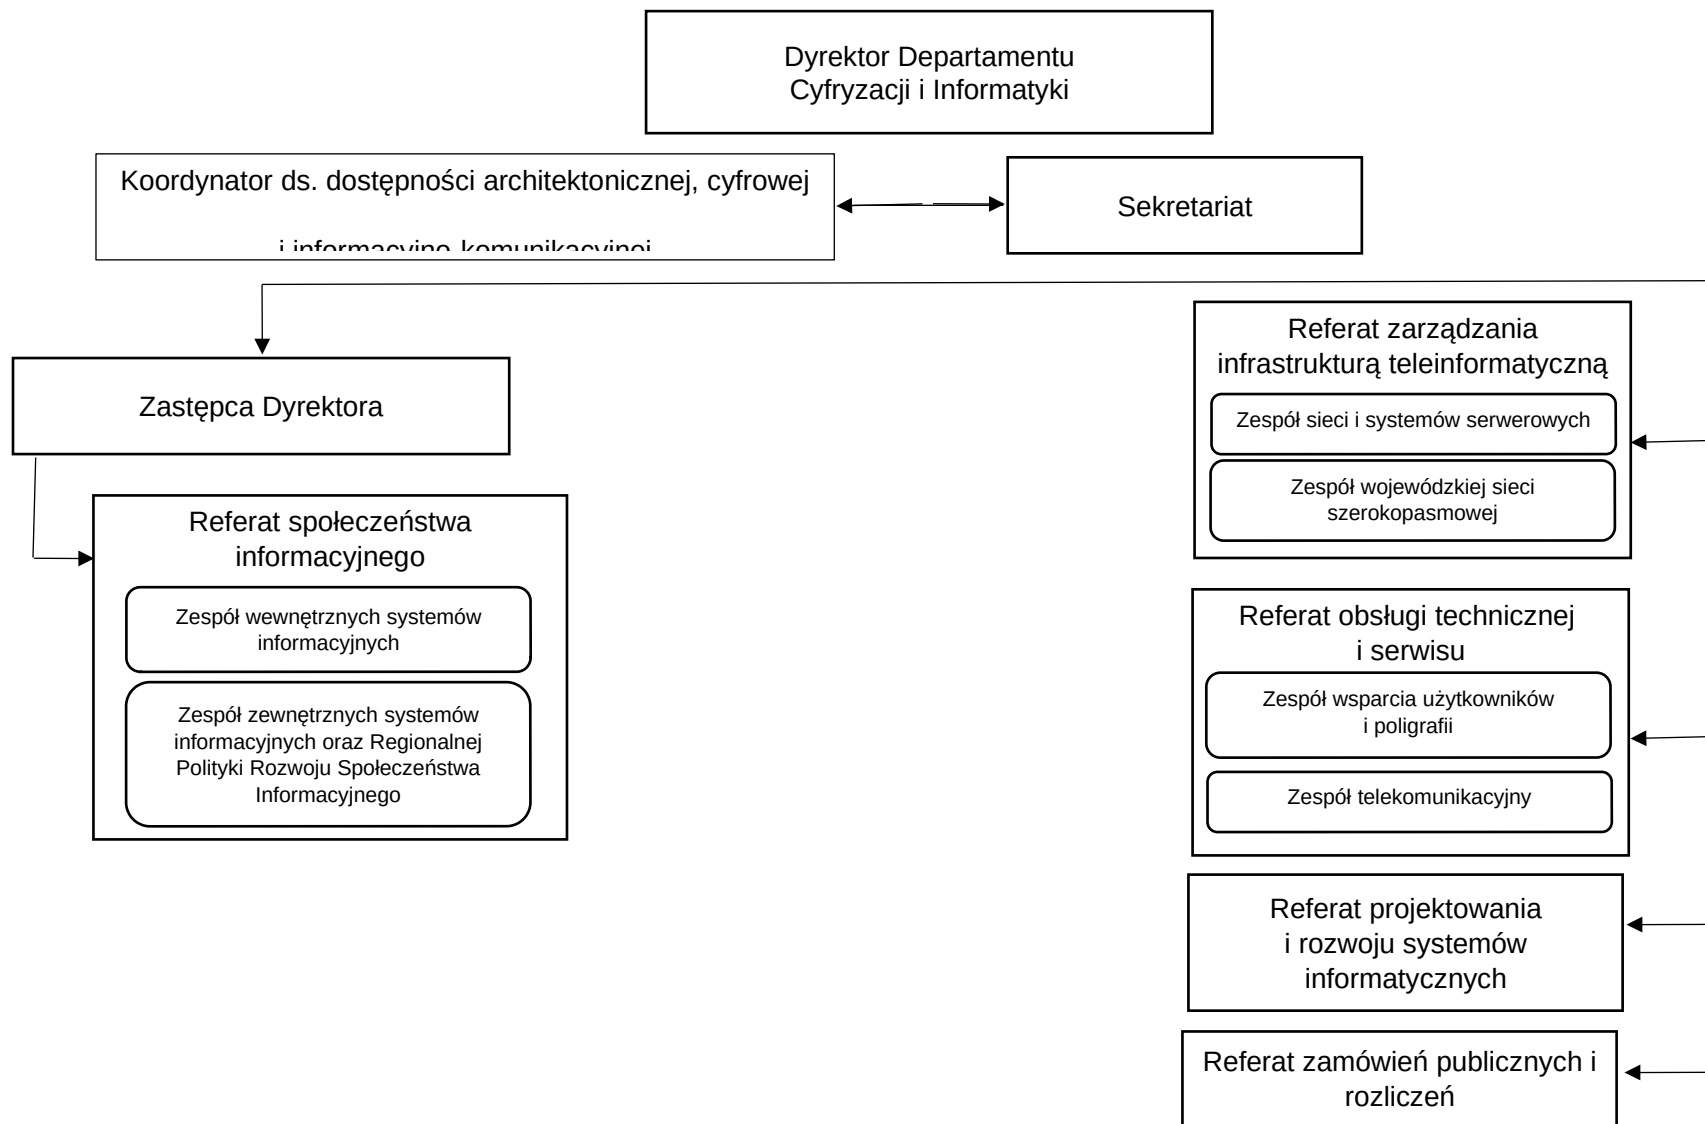 Dyrektor Departamentu
Cyfryzacji i Informatyki
Koordynator ds. dostępności architektonicznej, cyfrowej
i informacyjno-komunikacyjnej
Sekretariat
Zastępca Dyrektora
Referat społeczeństwa
informacyjnego
Zespół wewnętrznych systemów
informacyjnych
Zespół zewnętrznych systemów
informacyjnych oraz Regionalnej
Polityki Rozwoju Społeczeństwa
Informacyjnego
Referat zarządzania
infrastrukturą teleinformatyczną
Zespół sieci i systemów serwerowych
Zespół wojewódzkiej sieci
szerokopasmowej
Referat obsługi technicznej
i serwisu
Zespół wsparcia użytkowników
i poligrafii
Zespół telekomunikacyjny
Referat projektowania
i rozwoju systemów
informatycznych
Referat zamówień publicznych i
rozliczeń